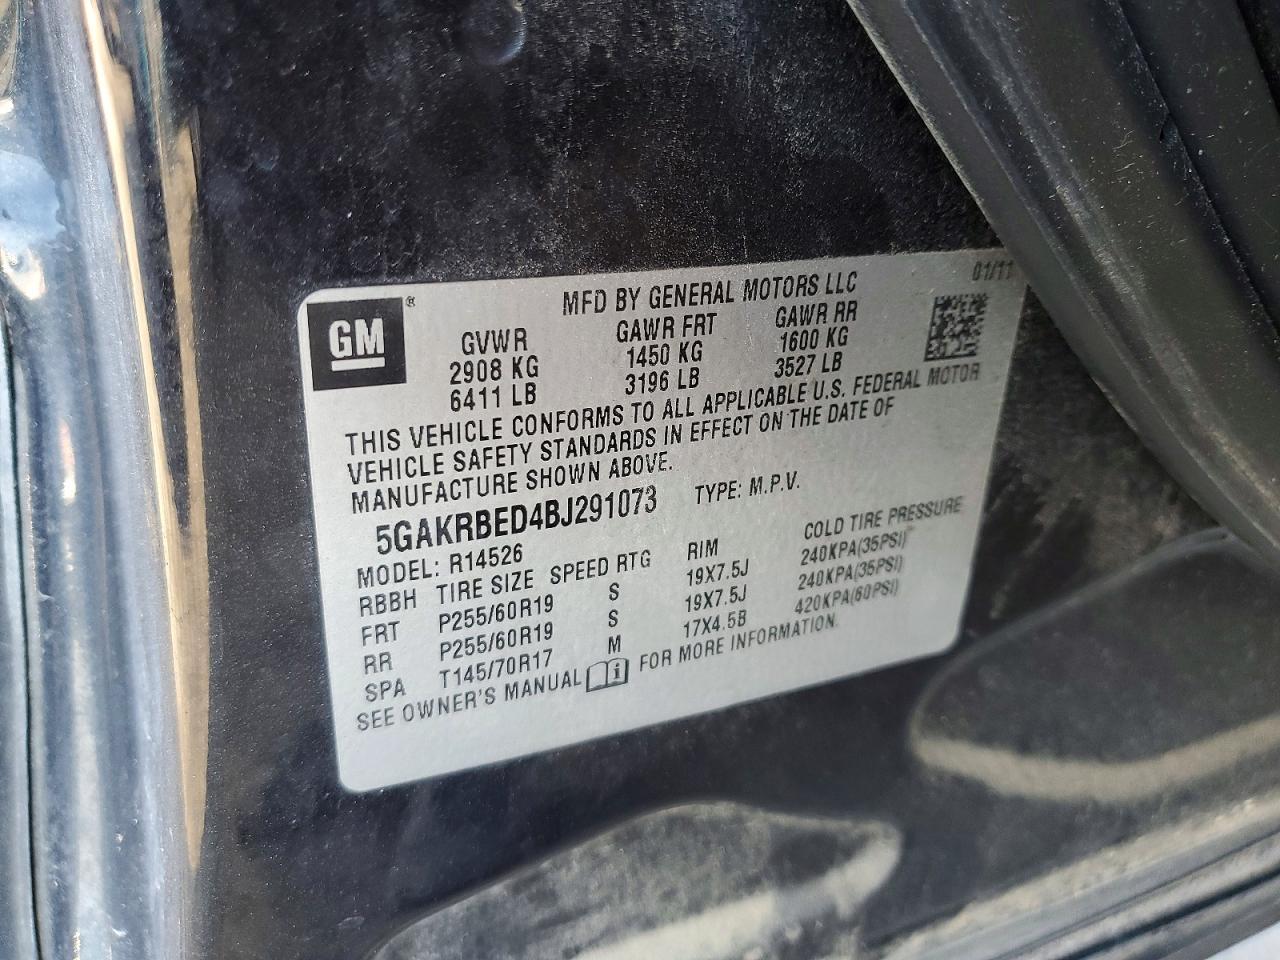 01/11
GM ®
MFD BY GENERAL MOTORS LLC
GVWR GAWR FRT GAWR RR
2908 KG 1450 KG 1600 KG
6411 LB 3196 LB 3527 LB
THIS VEHICLE CONFORMS TO ALL APPLICABLE U.S. FEDERAL MOTOR
VEHICLE SAFETY STANDARDS IN EFFECT ON THE DATE OF
MANUFACTURE SHOWN ABOVE.
5GAKRBED4BJ291073 TYPE: M.P.V.
MODEL: R14526
RBBH TIRE SIZE SPEED RTG RIM COLD TIRE PRESSURE
FRT P255/60R19 S 19X7.5J 240KPA(35PSI)
RR P255/60R19 S 19X7.5J 240KPA(35PSI)
SPA T145/70R17 M 17X4.5B 420KPA(60PSI)
SEE OWNER'S MANUAL i FOR MORE INFORMATION.